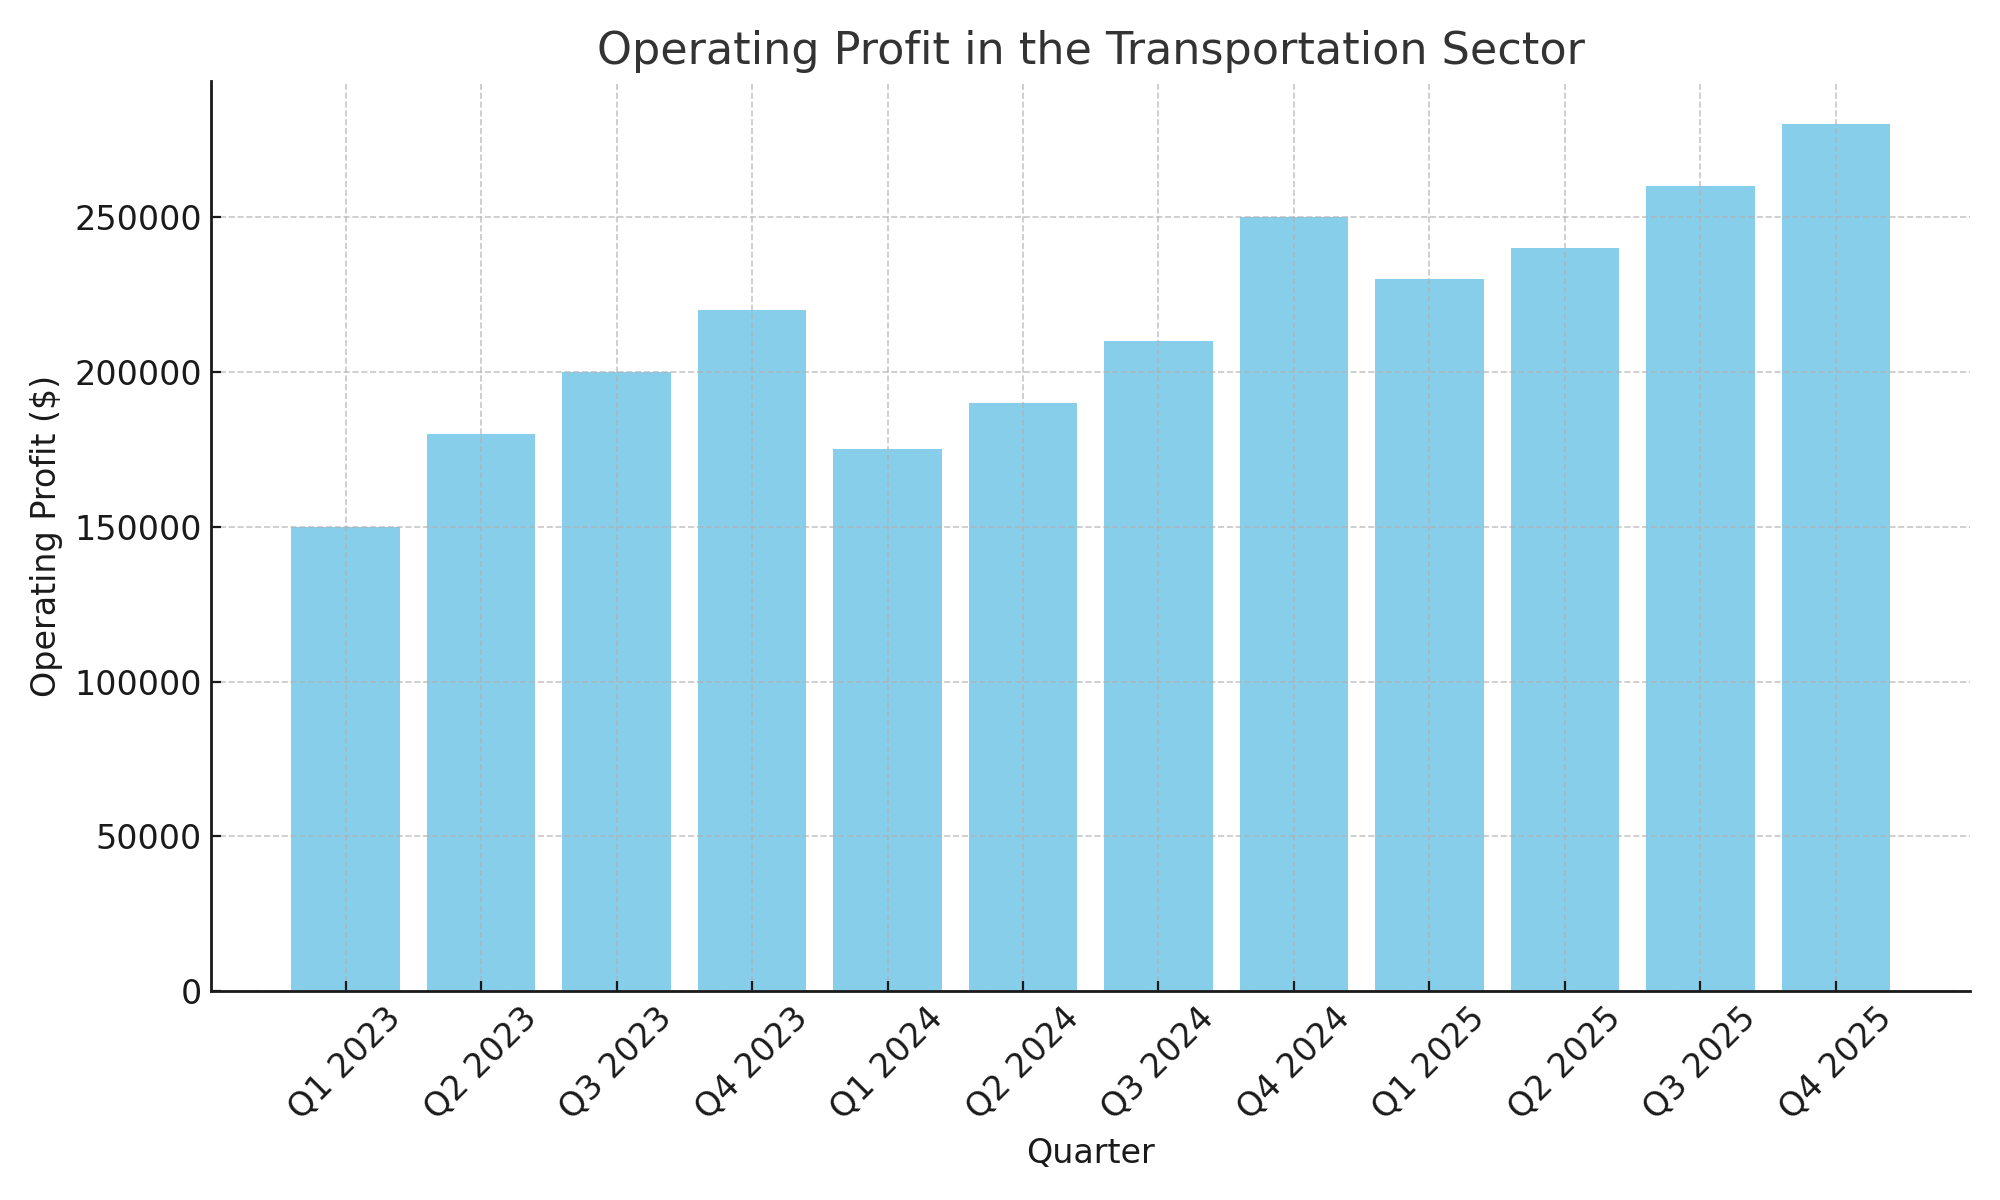 Operating Profit in the Transportation Sector
Operating Profit ($)
250000
200000
150000
100000
50000
0
Q1 2023
Q2 2023
Q3 2023
Q4 2023
Q1 2024
Q2 2024
Q3 2024
Q4 2024
Q1 2025
Q2 2025
Q3 2025
Q4 2025
Quarter